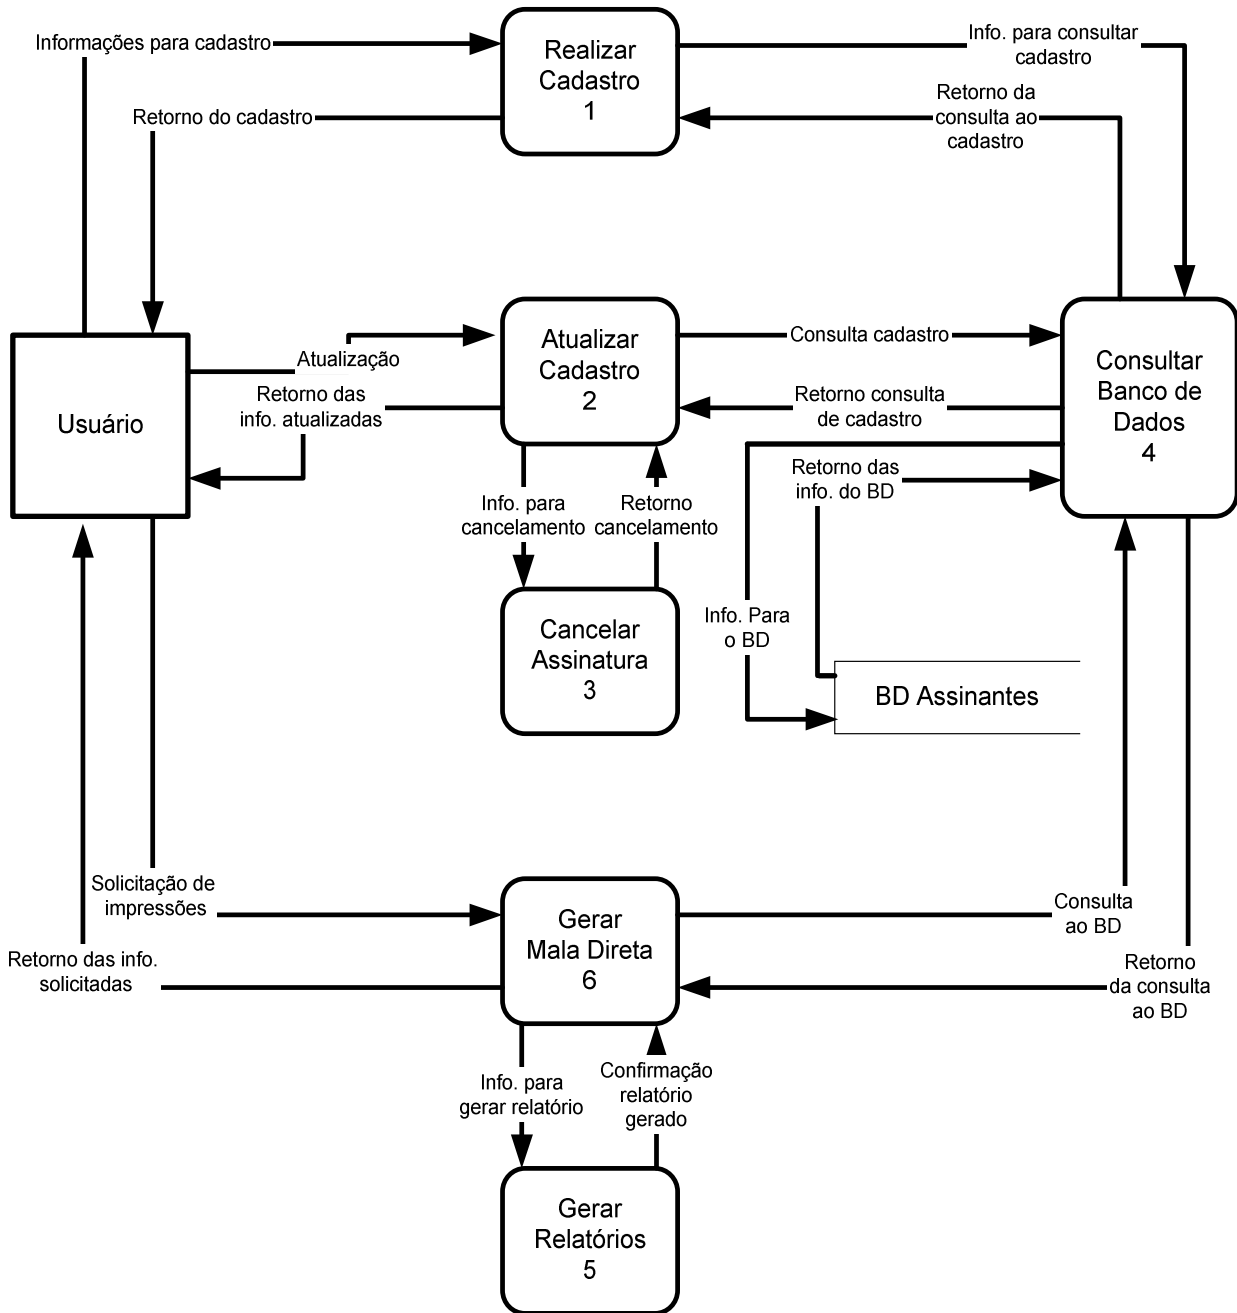 Informações para cadastro
Realizar
Cadastro
1
Info. para consultar
cadastro
Retorno do cadastro
Retorno da
consulta ao
cadastro
Usuário
Atualização
Retorno das
info. atualizadas
Atualizar
Cadastro
2
Consulta cadastro
Retorno consulta
de cadastro
Consultar
Banco de
Dados
4
Retorno das
info. do BD
Info. para
cancelamento
Retorno
cancelamento
Cancelar
Assinatura
3
Info. Para
o BD
BD Assinantes
Solicitação de
impressões
Gerar
Mala Direta
6
Consulta
ao BD
Retorno das info.
solicitadas
Retorno
da consulta
ao BD
Info. para
gerar relatório
Confirmação
relatório
gerado
Gerar
Relatórios
5